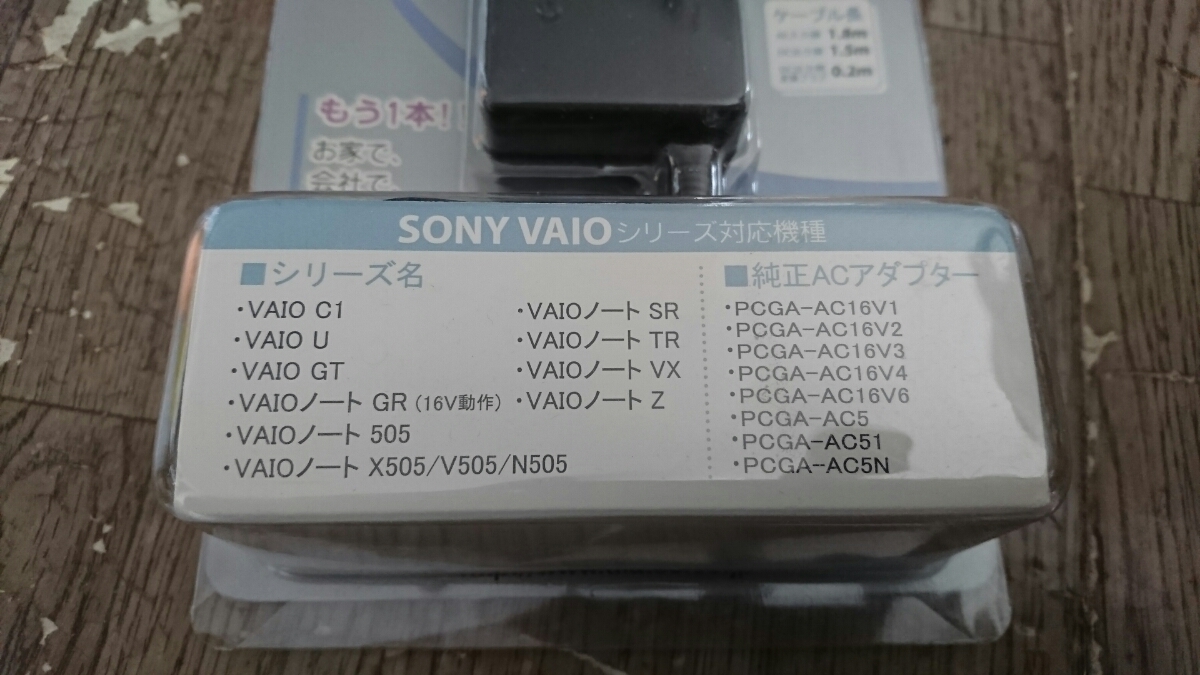 ケーブル長
1.8m
1.5m
0.2m
もう1本!
お家で、
会社で、
SONY VAIOシリーズ対応機種
■シリーズ名
・VAIO C1
・VAIO U
・VAIO GT
・VAIOノート GR (16V動作)
・VAIOノート 505
・VAIOノート X505/V505/N505
・VAIOノート SR
・VAIOノート TR
・VAIOノート VX
・VAIOノート Z
■純正ACアダプター
・PCGA-AC16V1
・PCGA-AC16V2
・PCGA-AC16V3
・PCGA-AC16V4
・PCGA-AC16V6
・PCGA-AC5
・PCGA-AC51
・PCGA-AC5N